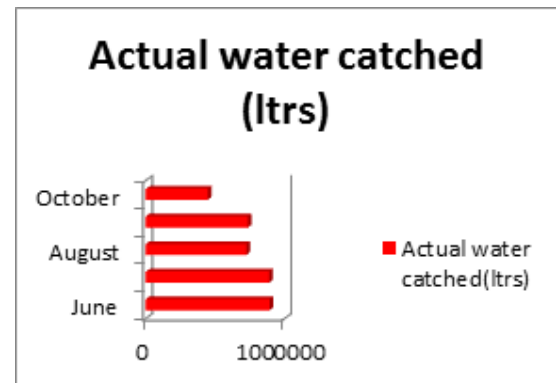 Actual water catched
(ltrs)
October
August
June
0 1000000
Actual water
catched(ltrs)